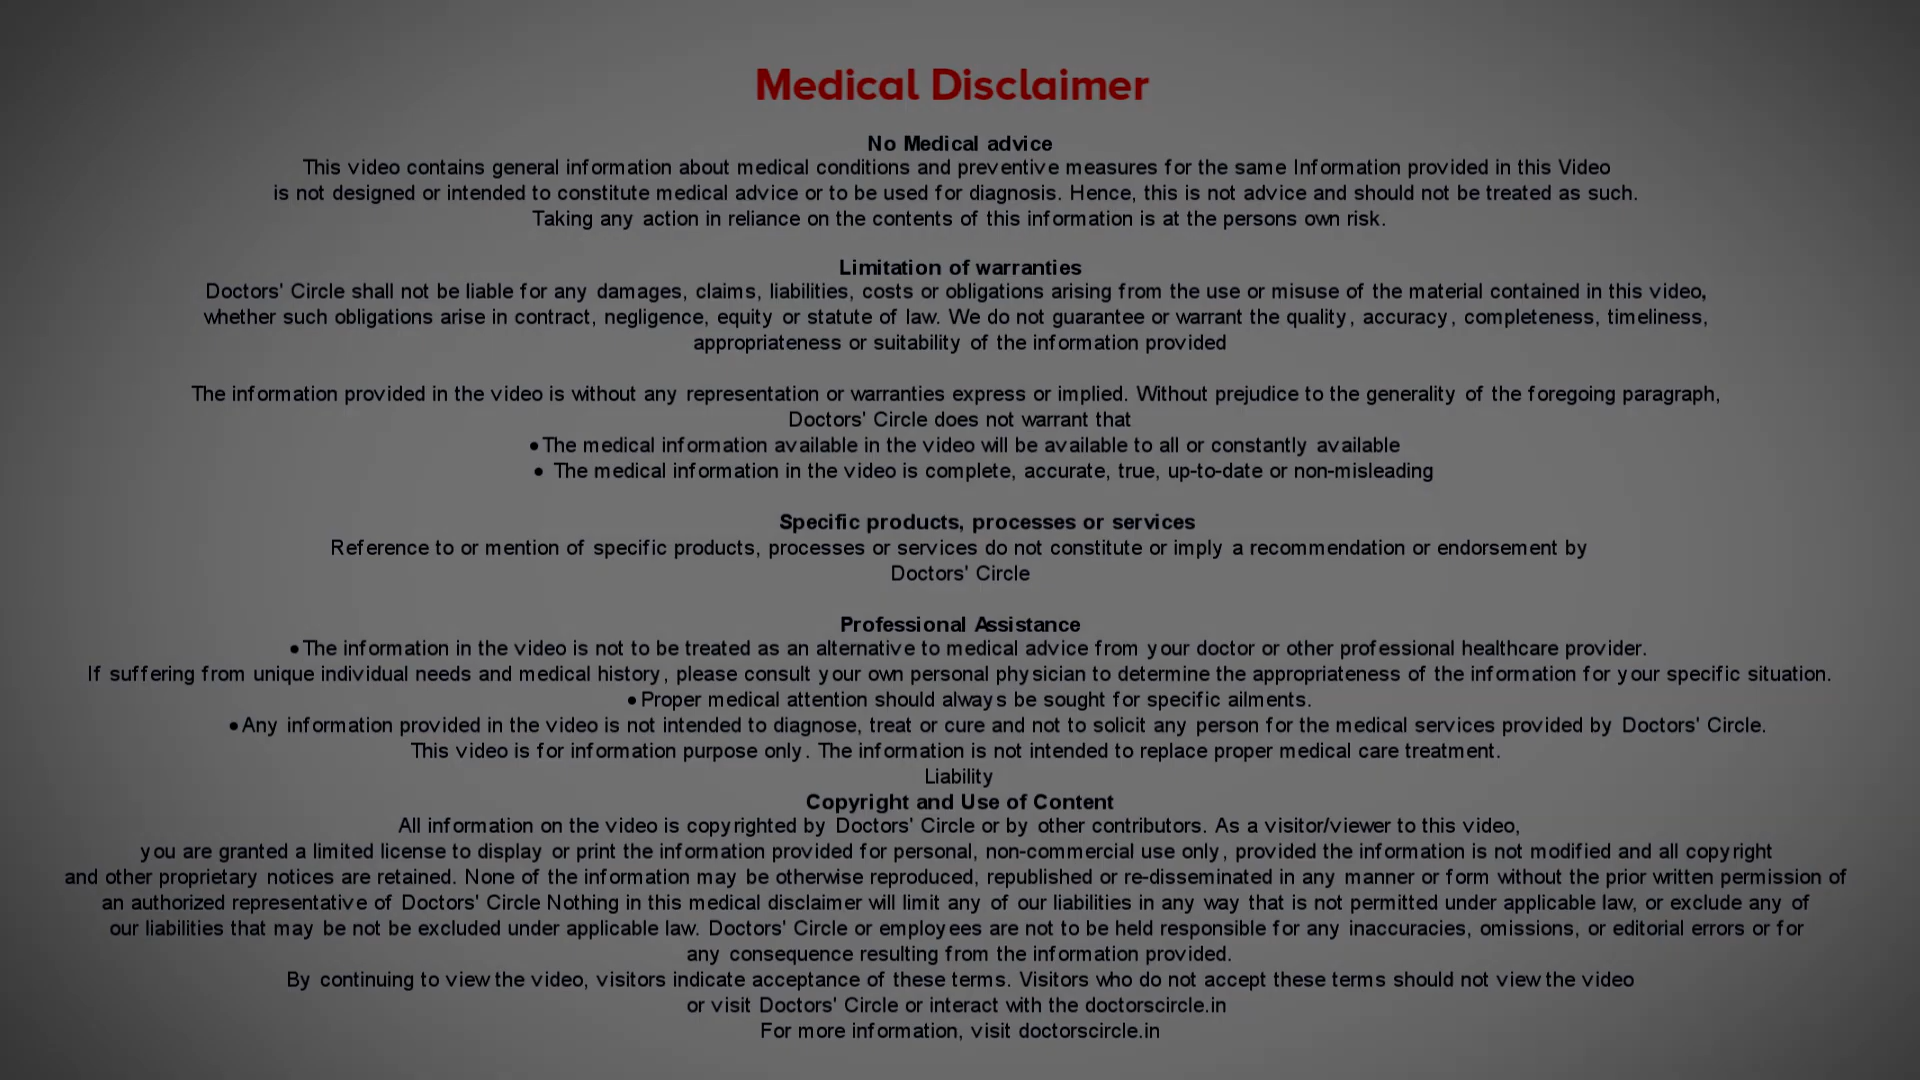 Medical Disclaimer
No Medical advice
This video contains general information about medical conditions and preventive measures for the same Information provided in this Video
is not designed or intended to constitute medical advice or to be used for diagnosis. Hence, this is not advice and should not be treated as such.
Taking any action in reliance on the contents of this information is at the persons own risk.
Limitation of warranties
Doctors' Circle shall not be liable for any damages, claims, liabilities, costs or obligations arising from the use or misuse of the material contained in this video,
whether such obligations arise in contract, negligence, equity or statute of law. We do not guarantee or warrant the quality, accuracy, completeness, timeliness,
appropriateness or suitability of the information provided
The information provided in the video is without any representation or warranties express or implied. Without prejudice to the generality of the foregoing paragraph,
Doctors' Circle does not warrant that
• The medical information available in the video will be available to all or constantly available
• The medical information in the video is complete, accurate, true, up-to-date or non-misleading
Specific products, processes or services
Reference to or mention of specific products, processes or services do not constitute or imply a recommendation or endorsement by
Doctors' Circle
Professional Assistance
• The information in the video is not to be treated as an alternative to medical advice from your doctor or other professional healthcare provider.
If suffering from unique individual needs and medical history, please consult your own personal physician to determine the appropriateness of the information for your specific situation.
• Proper medical attention should always be sought for specific ailments.
• Any information provided in the video is not intended to diagnose, treat or cure and not to solicit any person for the medical services provided by Doctors' Circle.
This video is for information purpose only. The information is not intended to replace proper medical care treatment.
Liability
Copyright and Use of Content
All information on the video is copyrighted by Doctors' Circle or by other contributors. As a visitor/viewer to this video,
you are granted a limited license to display or print the information provided for personal, non-commercial use only, provided the information is not modified and all copyright
and other proprietary notices are retained. None of the information may be otherwise reproduced, republished or re-disseminated in any manner or form without the prior written permission of
an authorized representative of Doctors' Circle Nothing in this medical disclaimer will limit any of our liabilities in any way that is not permitted under applicable law, or exclude any of
our liabilities that may be not be excluded under applicable law. Doctors' Circle or employees are not to be held responsible for any inaccuracies, omissions, or editorial errors or for
any consequence resulting from the information provided.
By continuing to view the video, visitors indicate acceptance of these terms. Visitors who do not accept these terms should not view the video
or visit Doctors' Circle or interact with the doctorscircle.in
For more information, visit doctorscircle.in